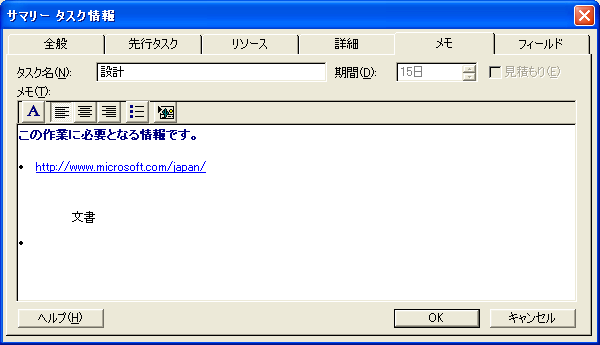 サマリー タスク情報
全般 先行タスク リソース 詳細 メモ フィールド
タスク名(N): 設計 期間(D): 15日 見積もり(E)
メモ(T):
A
この作業に必要となる情報です。
• http://www.microsoft.com/japan/
文書
•
ヘルプ(H) OK キャンセル